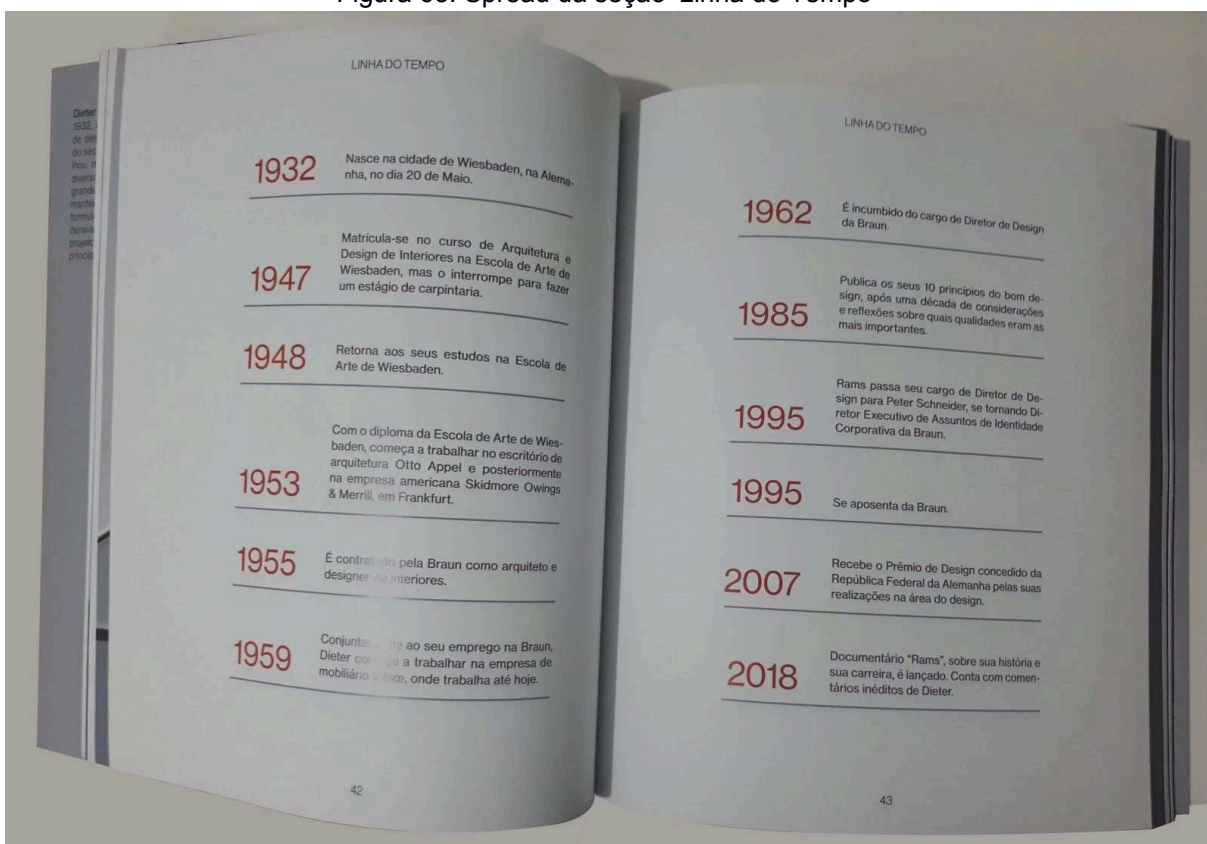 LINHA DO TEMPO
1932
Nasce na cidade de Wiesbaden, na Alema-
nha, no dia 20 de Maio.
1947
Matricula-se no curso de Arquitetura e
Design de Interiores na Escola de Arte de
Wiesbaden, mas o interrompe para fazer
um estágio de carpintaria.
1948
Retorna aos seus estudos na Escola de
Arte de Wiesbaden.
1953
Com o diploma da Escola de Arte de Wies-
baden, começa a trabalhar no escritório de
arquitetura Otto Appel e posteriormente
na empresa americana Skidmore Owings
& Merrill, em Frankfurt.
1955
É contratado pela Braun como arquiteto e
designer de interiores.
1959
ao seu emprego na Braun,
Dieter a trabalhar na empresa de
mobiliário onde trabalha até hoje.
42
LINHA DO TEMPO
1962
É incumbido do cargo de Diretor de Design
da Braun.
1985
Publica os seus 10 princípios do bom de-
sign, após uma década de considerações
e reflexões sobre quais qualidades eram as
mais importantes.
1995
Rams passa seu cargo de Diretor de De-
sign para Peter Schneider, se tornando Di-
retor Executivo de Assuntos de Identidade
Corporativa da Braun.
1995
Se aposenta da Braun.
2007
Recebe o Prêmio de Design concedido da
República Federal da Alemanha pelas suas
realizações na área do design.
2018
Documentário "Rams", sobre sua história e
sua carreira, é lançado. Conta com comen-
tários inéditos de Dieter.
43